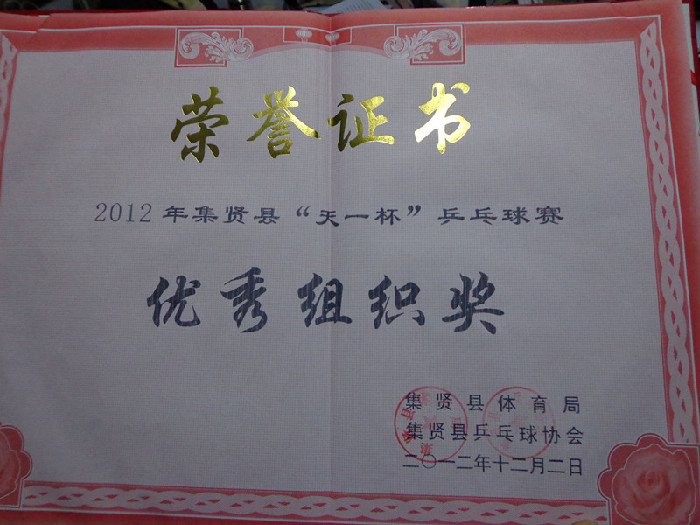 荣誉证书
2012年集贤县“天一杯”乒乓球赛
优秀组织奖
集贤县体育局
集贤县乒乓球协会
二〇一二年十二月二日